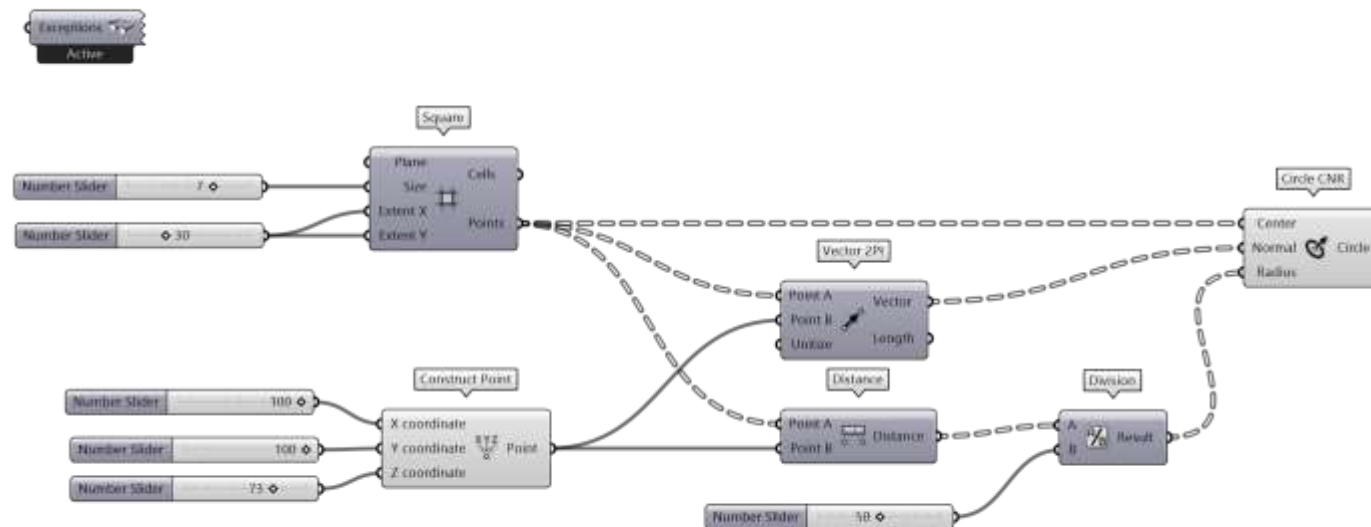 Exceptions
Active
Square
Plane
Size
Extent X
Extent Y
Cells
Points
Number Slider 7
Number Slider 30
Circle CNR
Center
Normal
Radius
Circle
Vector 2Pt
Point A
Point B
Unitize
Vector
Length
Construct Point
Number Slider 100
Number Slider 100
Number Slider 73
X coordinate
Y coordinate
Z coordinate
Point
Distance
Point A
Point B
Distance
Division
A
B
Result
Number Slider